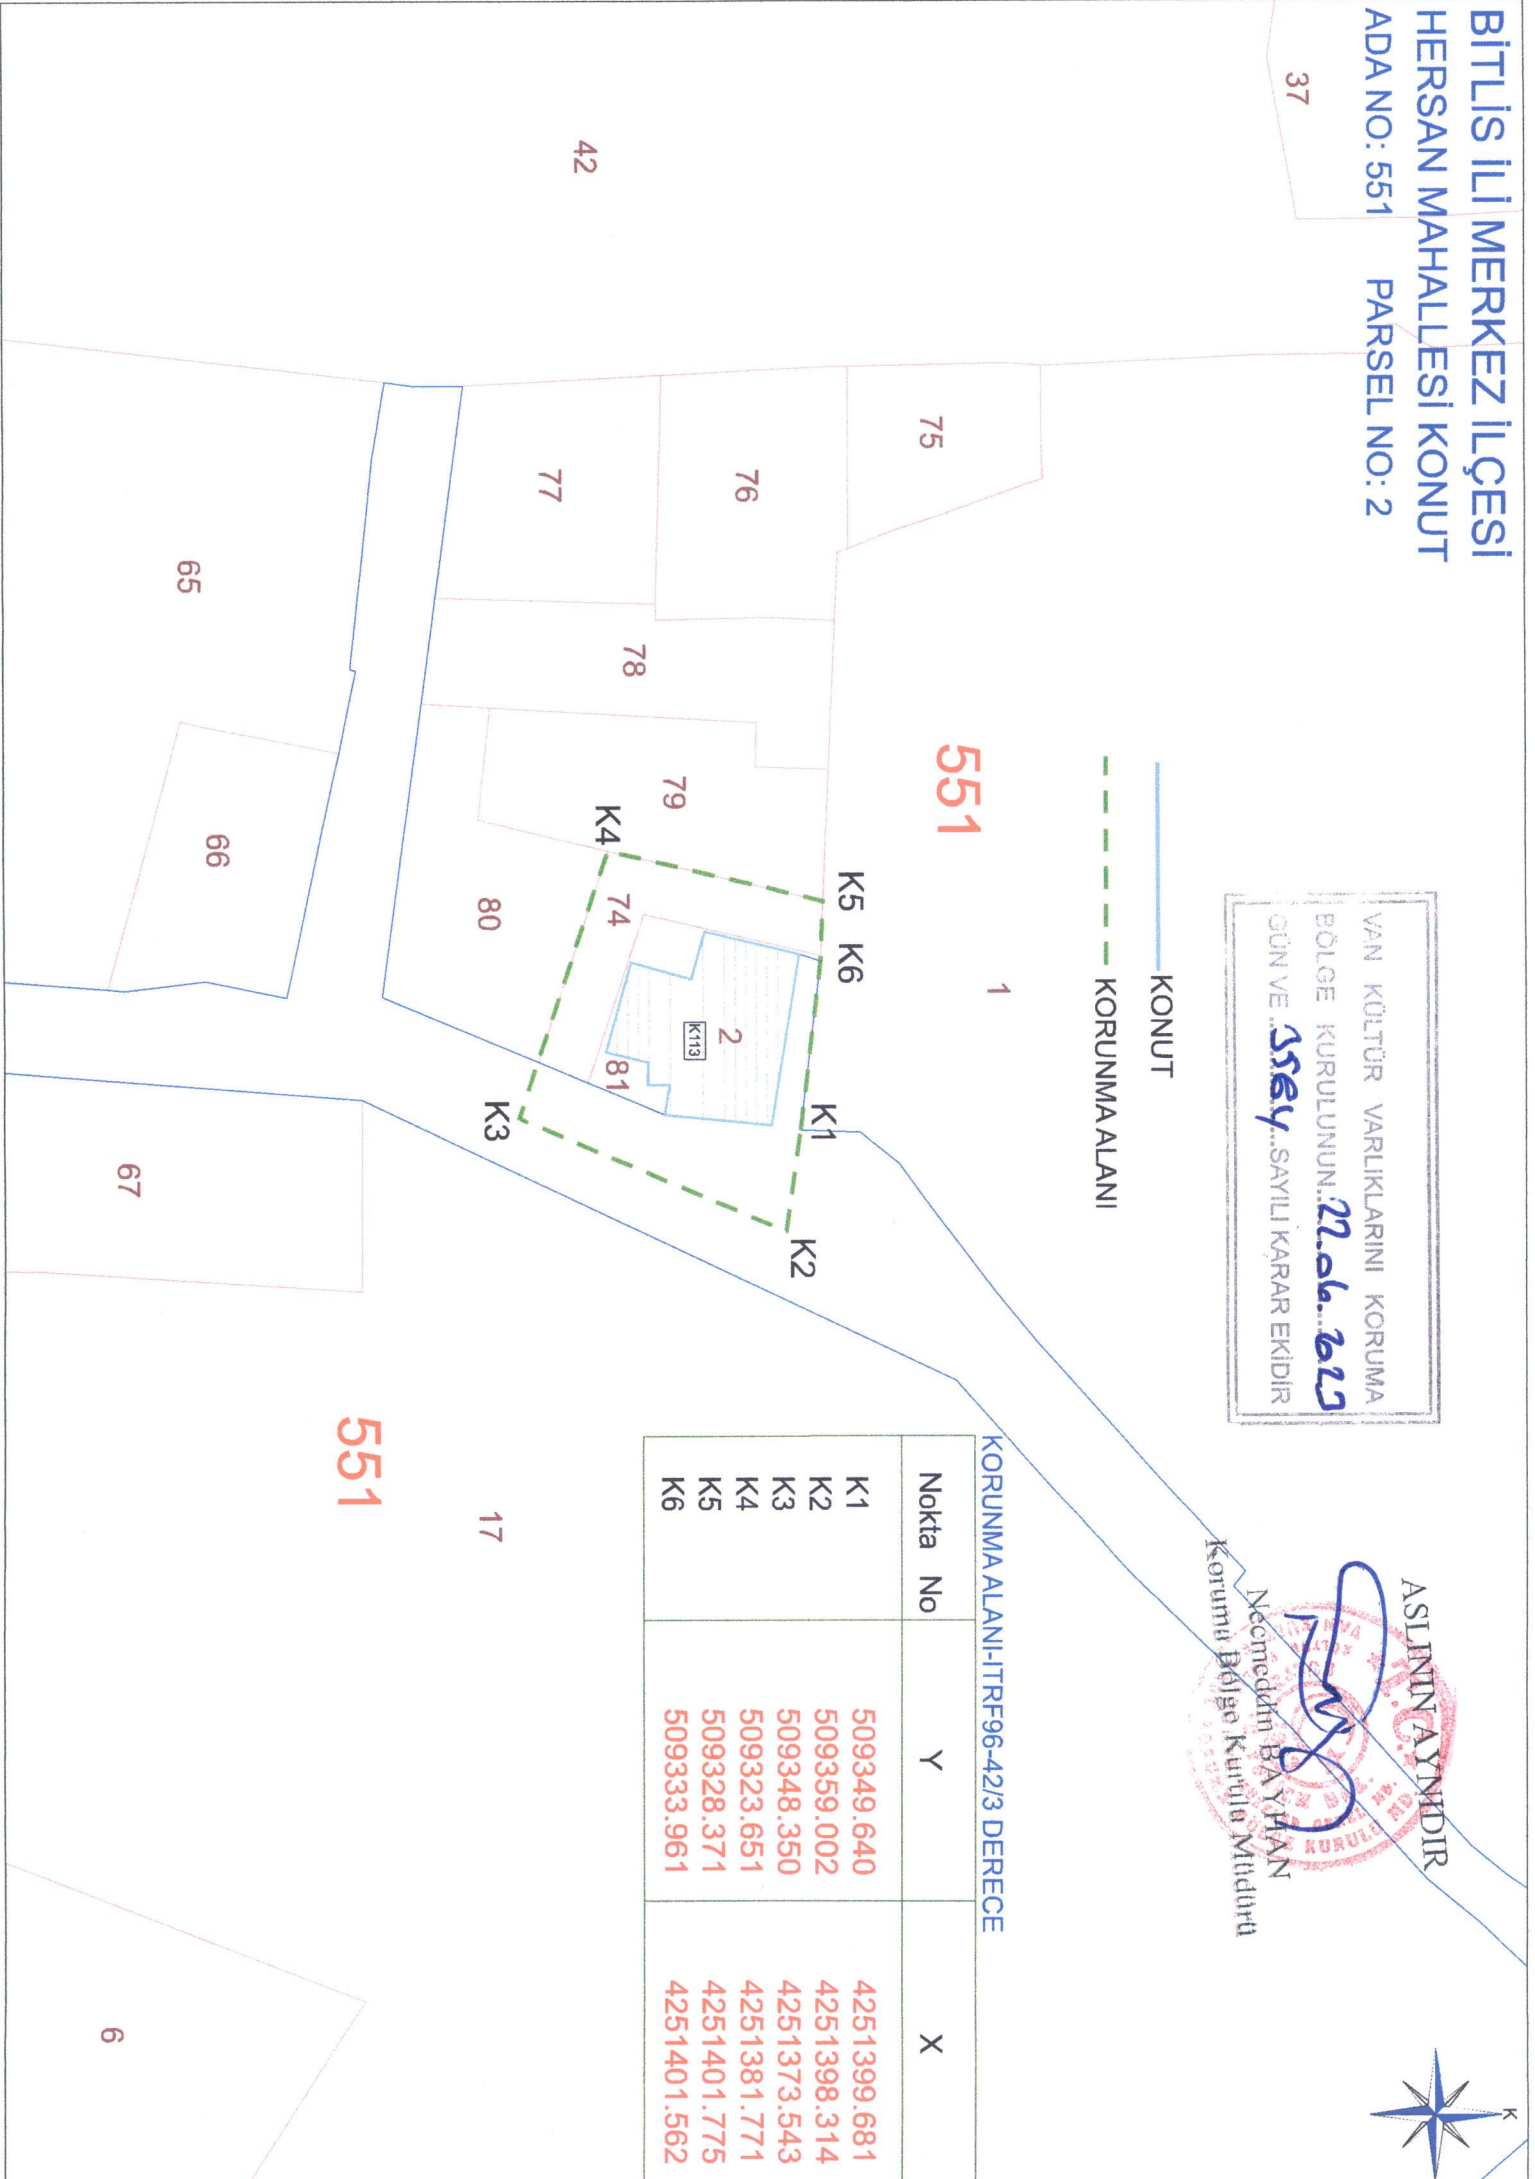 BİTLİS İLİ MERKEZ İLÇESİ
HERSAN MAHALLESİ KONUT
ADA NO: 551 PARSEL NO: 2
KONUT
KORUNMA ALANI
VAN KÜLTÜR VARLIKLARINI KORUMA
BÖLGE KURULUNUN 22.06.2023
GÜN VE 3564 SAYILI KARAR EKİDİR
ASLININ AYNIDIR
Necmeddin BAYHAN
Koruma Bölge Kurulu Müdürü
K
37
42
75
76
77
78
79
80
74
81
2
K113
65
66
67
1
551
551
17
6
K5 K6
K1
K2
K3
K4
KORUNMA ALANI-ITRF96-42/3 DERECE
Nokta No Y X
K1 509349.640 4251399.681
K2 509359.002 4251398.314
K3 509348.350 4251373.543
K4 509323.651 4251381.771
K5 509328.371 4251401.775
K6 509333.961 4251401.562
T.C.